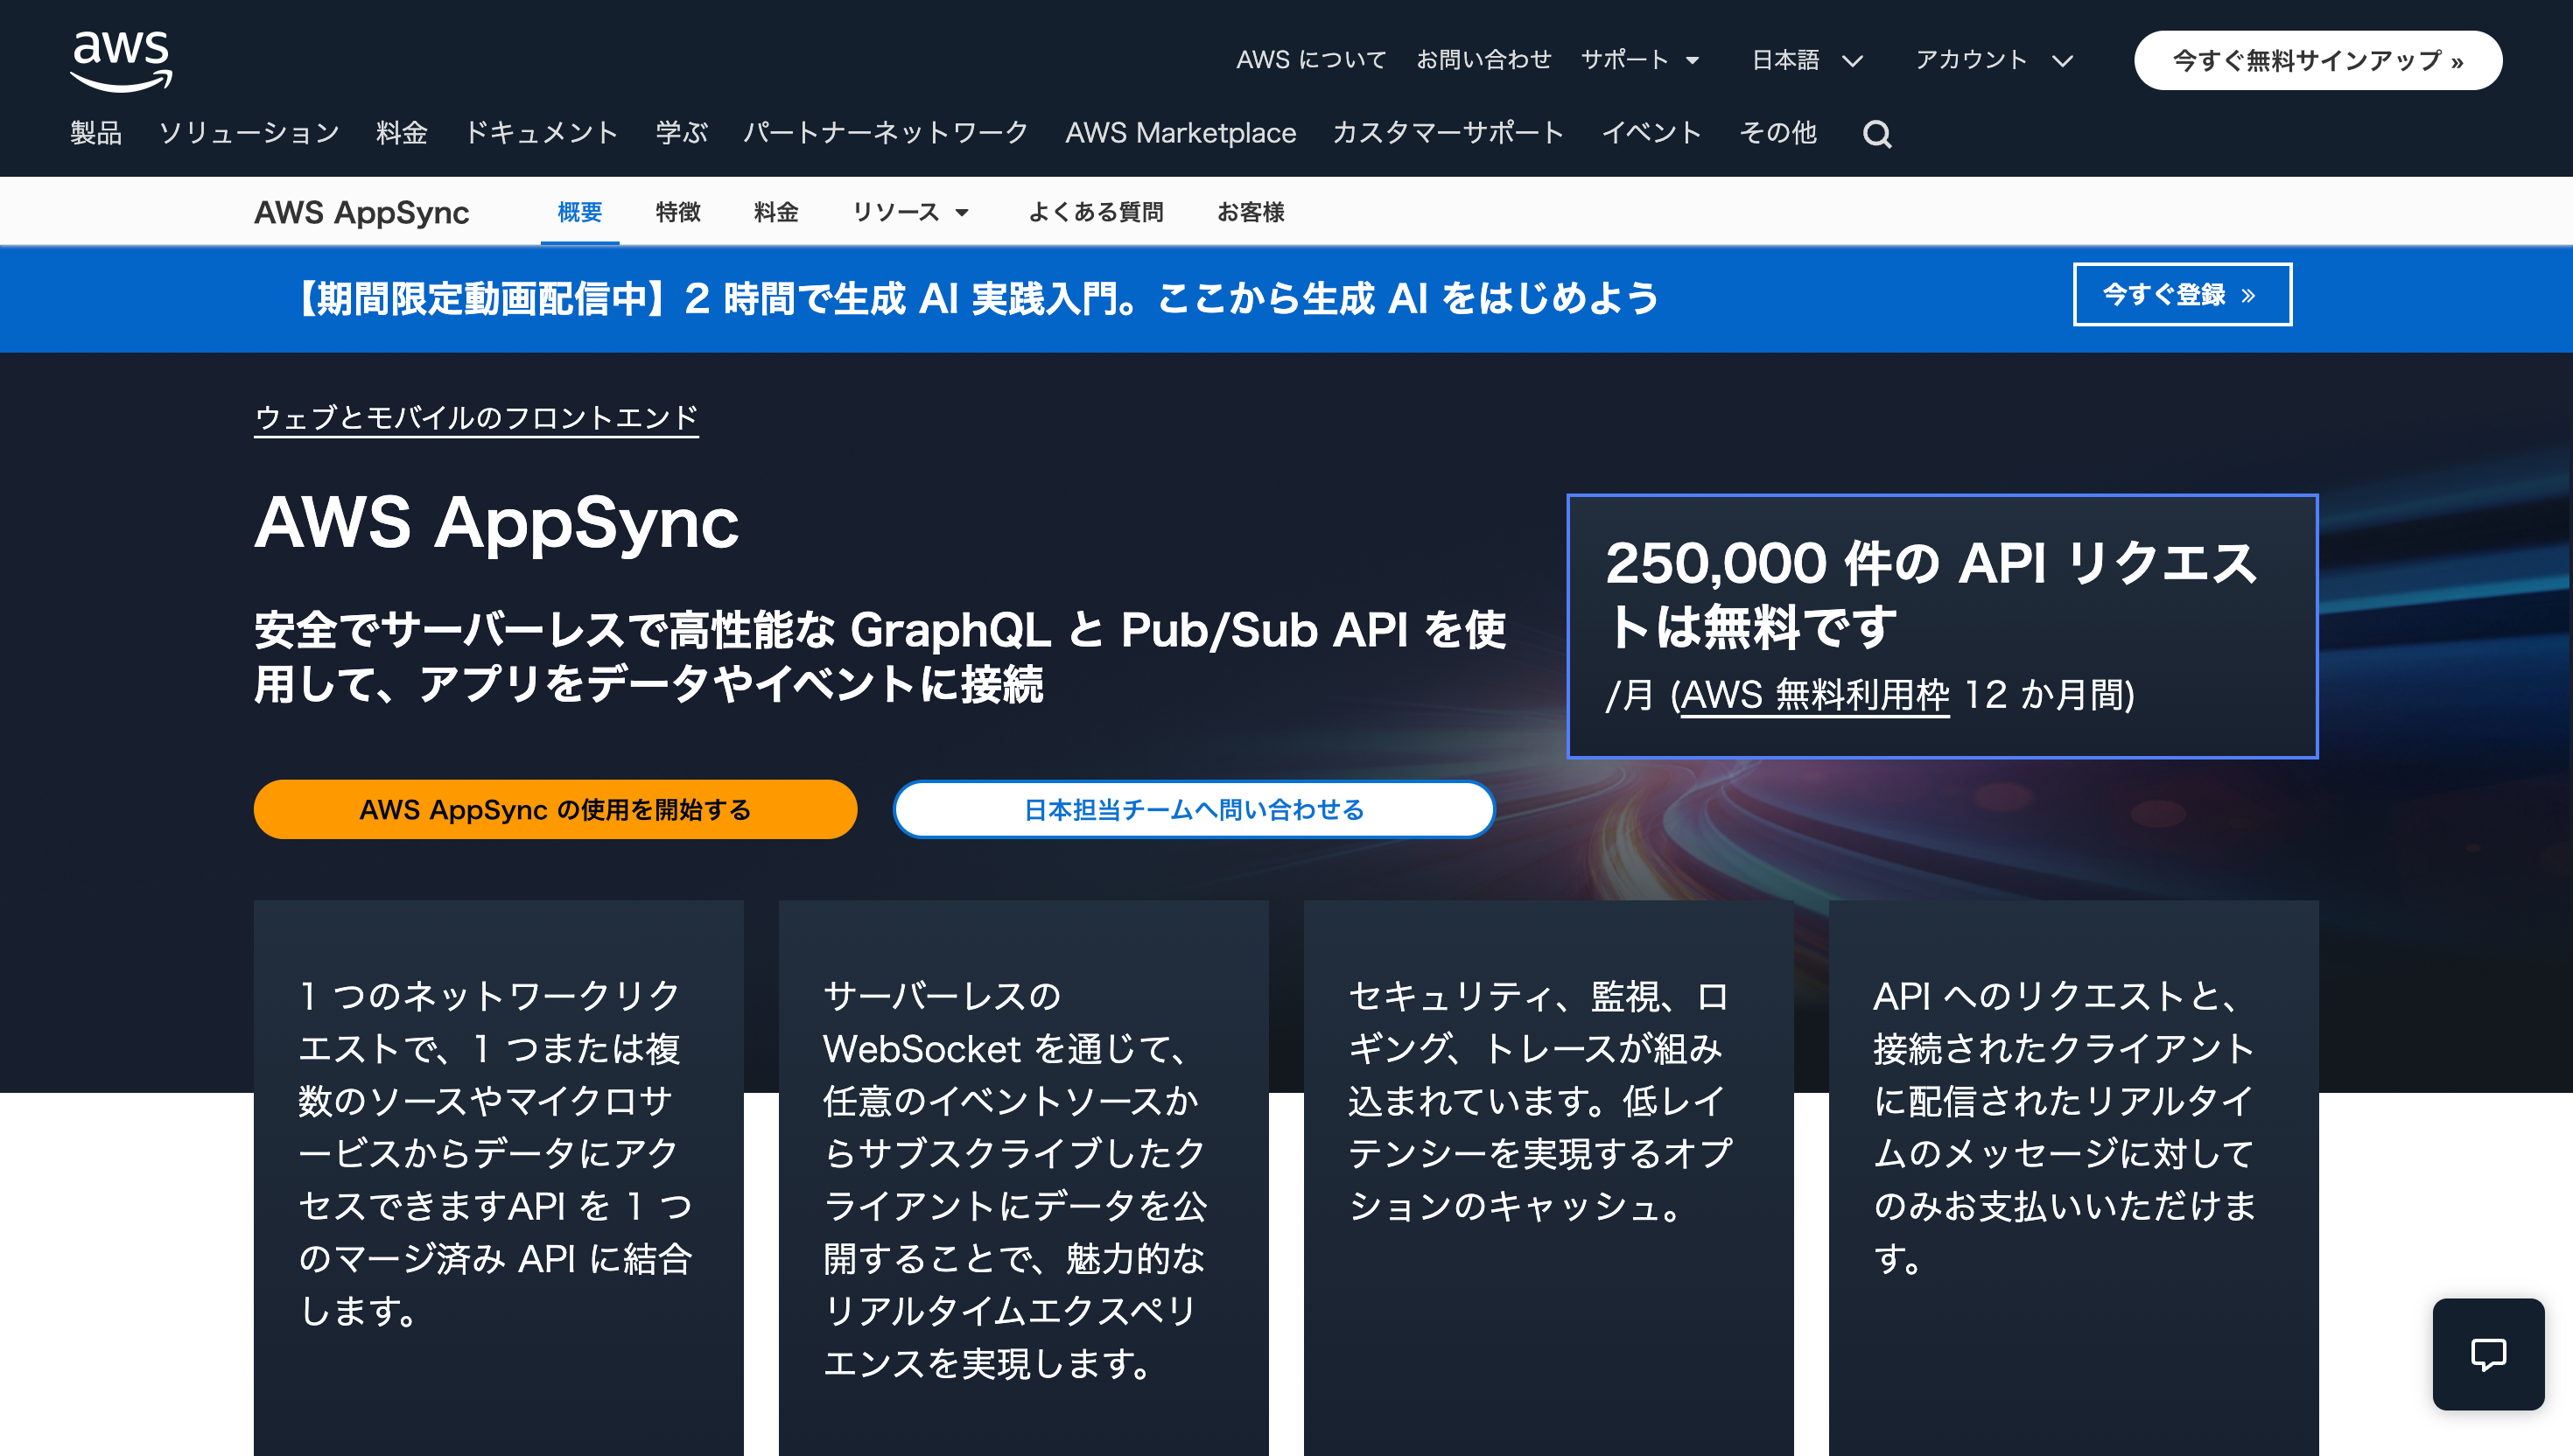 aws
AWS について お問い合わせ サポート 日本語 アカウント 今すぐ無料サインアップ »
製品 ソリューション 料金 ドキュメント 学ぶ パートナーネットワーク AWS Marketplace カスタマーサポート イベント その他
AWS AppSync 概要 特徴 料金 リソース よくある質問 お客様
【期間限定動画配信中】2 時間で生成 AI 実践入門。ここから生成 AI をはじめよう
今すぐ登録 »
ウェブとモバイルのフロントエンド
AWS AppSync
安全でサーバーレスで高性能な GraphQL と Pub/Sub API を使
用して、アプリをデータやイベントに接続
AWS AppSync の使用を開始する
日本担当チームへ問い合わせる
250,000 件の API リクエス
トは無料です
/月 (AWS 無料利用枠 12 か月間)
1 つのネットワークリク
エストで、1 つまたは複
数のソースやマイクロサ
ービスからデータにアク
セスできますAPI を 1 つ
のマージ済み API に結合
します。
サーバーレスの
WebSocket を通じて、
任意のイベントソースか
らサブスクライブしたク
ライアントにデータを公
開することで、魅力的な
リアルタイムエクスペリ
エンスを実現します。
セキュリティ、監視、ロ
ギング、トレースが組み
込まれています。低レイ
テンシーを実現するオプ
ションのキャッシュ。
API へのリクエストと、
接続されたクライアント
に配信されたリアルタイ
ムのメッセージに対して
のみお支払いいただけま
す。